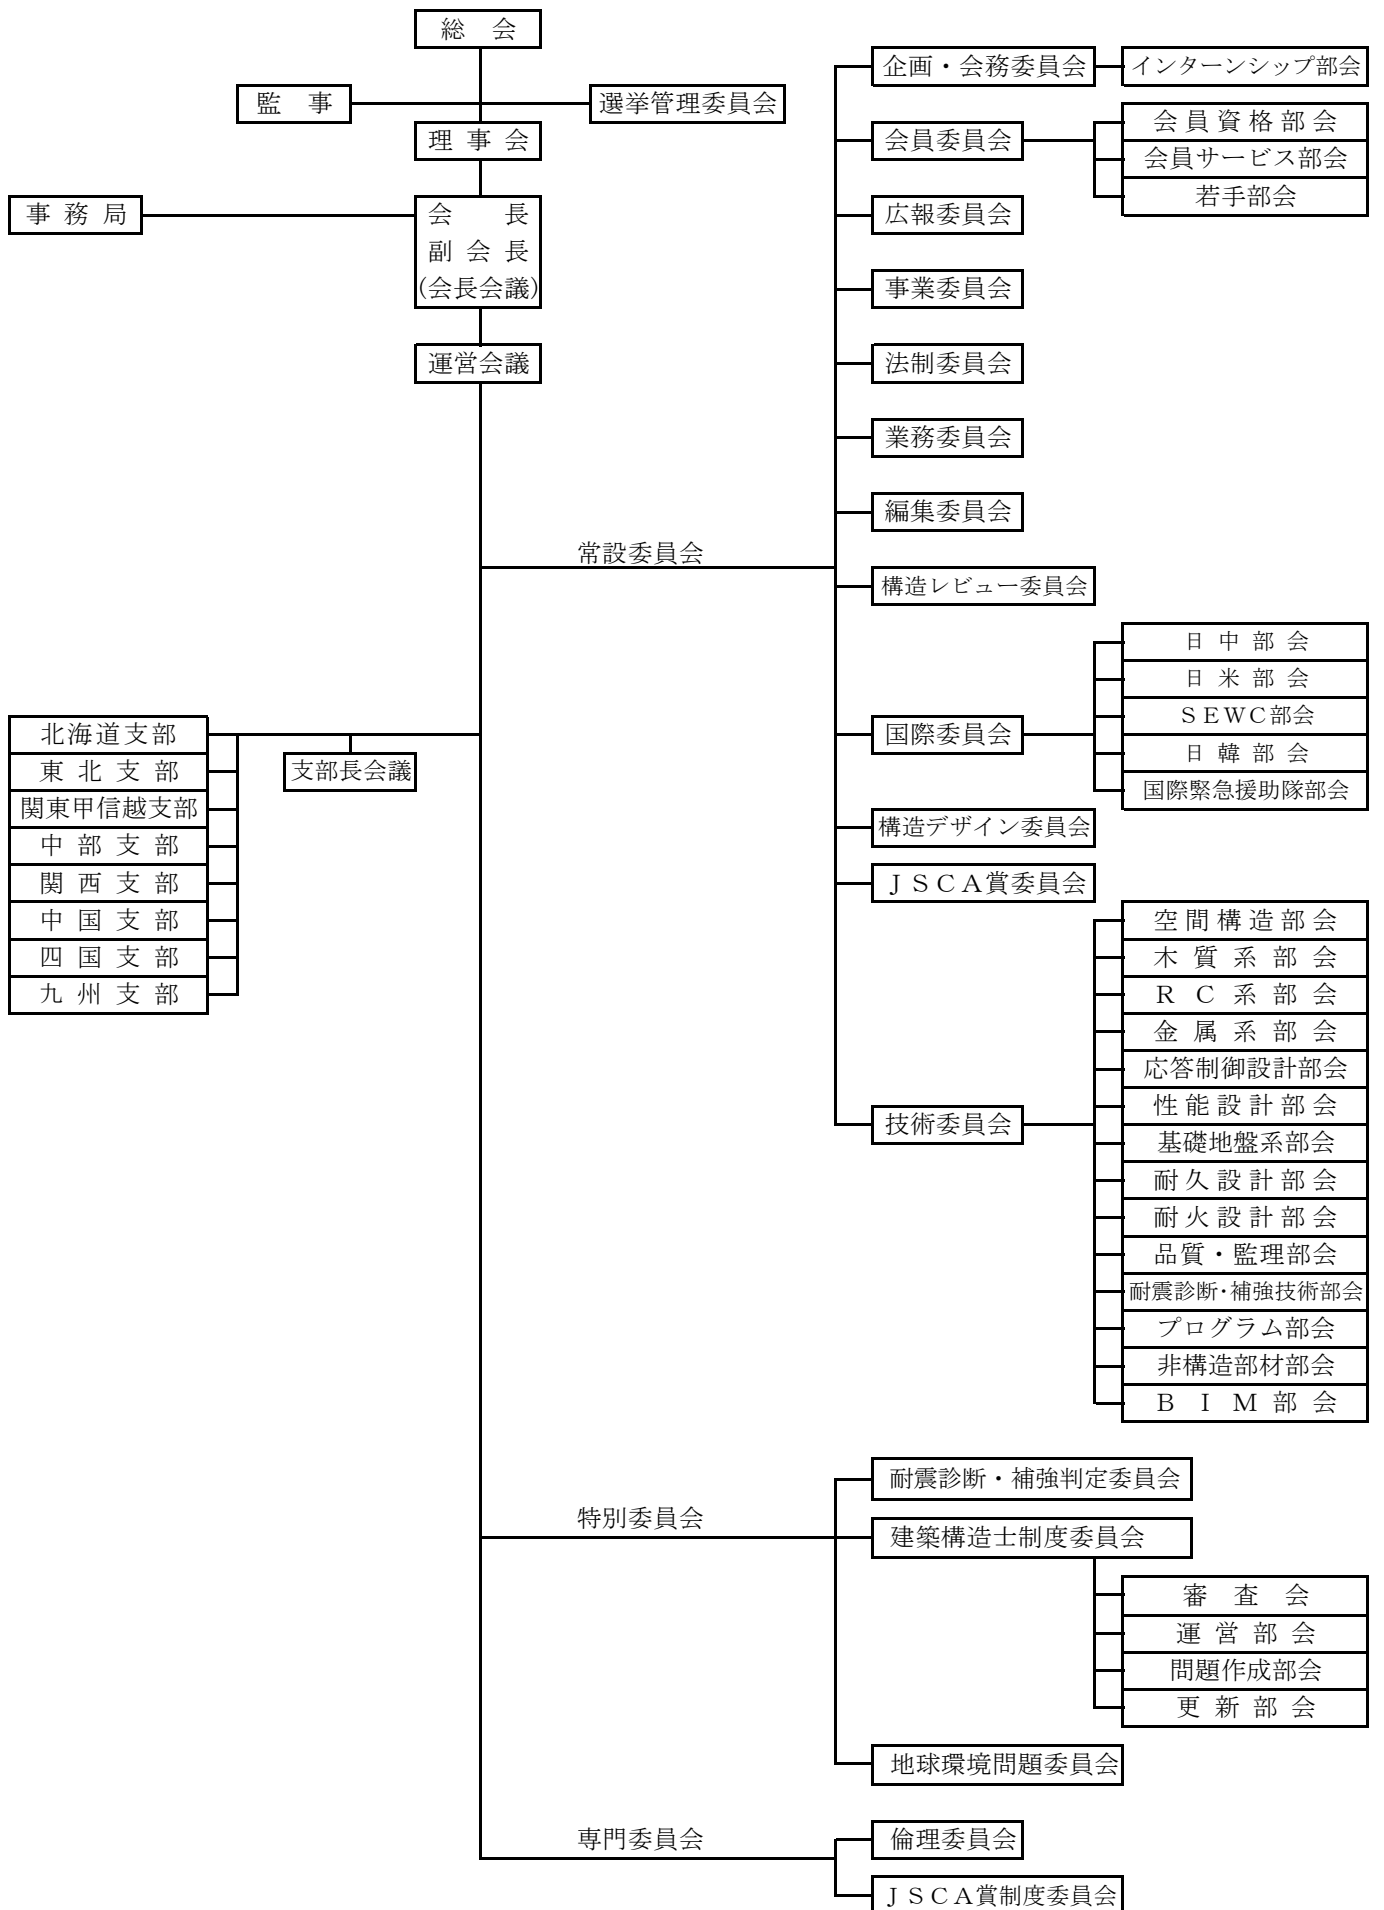 総会
監事
選挙管理委員会
理事会
事務局
会長
副会長
(会長会議)
運営会議
常設委員会
企画・会務委員会
インターンシップ部会
会員委員会
会員資格部会
会員サービス部会
若手部会
広報委員会
事業委員会
法制委員会
業務委員会
編集委員会
構造レビュー委員会
国際委員会
日中部会
日米部会
SEWC部会
日韓部会
国際緊急援助隊部会
構造デザイン委員会
JSCA賞委員会
技術委員会
空間構造部会
木質系部会
RC系部会
金属系部会
応答制御設計部会
性能設計部会
基礎地盤系部会
耐久設計部会
耐火設計部会
品質・監理部会
耐震診断・補強技術部会
プログラム部会
非構造部材部会
BIM部会
支部長会議
北海道支部
東北支部
関東甲信越支部
中部支部
関西支部
中国支部
四国支部
九州支部
特別委員会
耐震診断・補強判定委員会
建築構造士制度委員会
審査会
運営部会
問題作成部会
更新部会
地球環境問題委員会
専門委員会
倫理委員会
JSCA賞制度委員会